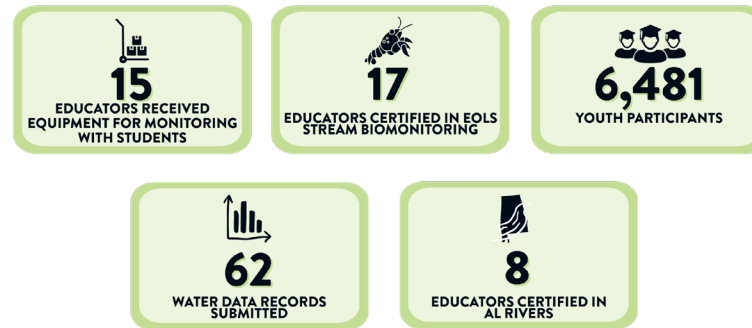 15
EDUCATORS RECEIVED
EQUIPMENT FOR MONITORING
WITH STUDENTS
17
EDUCATORS CERTIFIED IN EOLS
STREAM BIOMONITORING
6,481
YOUTH PARTICIPANTS
62
WATER DATA RECORDS
SUBMITTED
8
EDUCATORS CERTIFIED IN
AL RIVERS